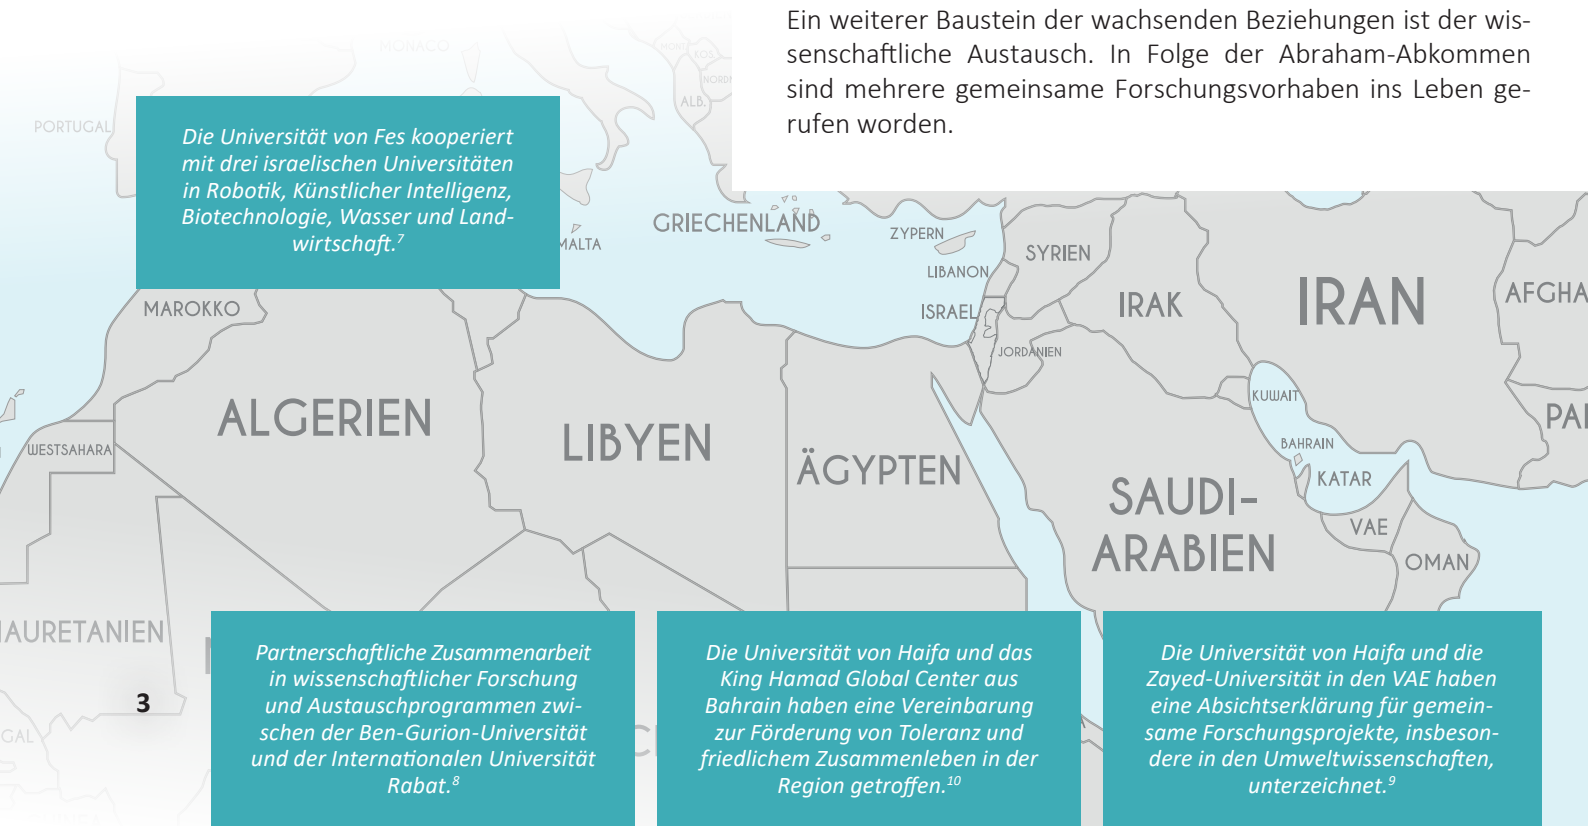 Ein weiterer Baustein der wachsenden Beziehungen ist der wis-
senschaftliche Austausch. In Folge der Abraham-Abkommen
sind mehrere gemeinsame Forschungsvorhaben ins Leben ge-
rufen worden.
MONACO
KOS.
ALB.
PORTUGAL
Die Universität von Fes kooperiert
mit drei israelischen Universitäten
in Robotik, Künstlicher Intelligenz,
Biotechnologie, Wasser und Land-
wirtschaft.7
GRIECHENLAND
MALTA
ZYPERN
SYRIEN
LIBANON
ISRAEL
IRAK
IRAN
AFGHA
MAROKKO
JORDANIEN
KUWAIT
ALGERIEN
LIBYEN
PA
WESTSAHARA
BAHRAIN
ÄGYPTEN
KATAR
SAUDI-
ARABIEN
VAE
OMAN
AURETANIEN
3
GAL
Partnerschaftliche Zusammenarbeit
in wissenschaftlicher Forschung
und Austauschprogrammen zwi-
schen der Ben-Gurion-Universität
und der Internationalen Universität
Rabat.8
Die Universität von Haifa und das
King Hamad Global Center aus
Bahrain haben eine Vereinbarung
zur Förderung von Toleranz und
friedlichem Zusammenleben in der
Region getroffen.10
Die Universität von Haifa und die
Zayed-Universität in den VAE haben
eine Absichtserklärung für gemein-
same Forschungsprojekte, insbeson-
dere in den Umweltwissenschaften,
unterzeichnet.9